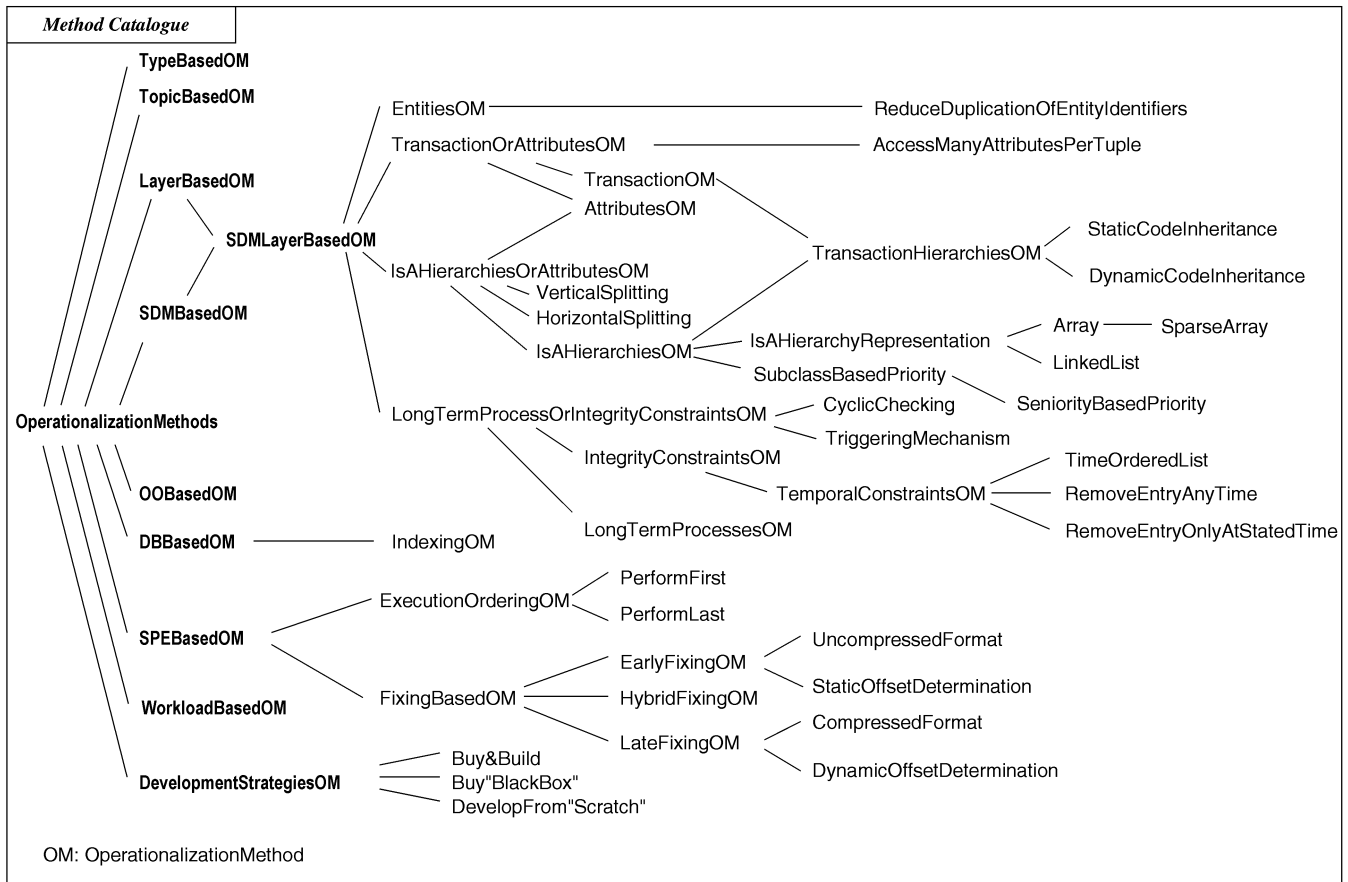 Method Catalogue
TypeBasedOM
TopicBasedOM
EntitiesOM
ReduceDuplicationOfEntityIdentifiers
TransactionOrAttributesOM
AccessManyAttributesPerTuple
LayerBasedOM
TransactionOM
AttributesOM
SDMLayerBasedOM
TransactionHierarchiesOM
StaticCodeInheritance
DynamicCodeInheritance
IsAHierarchiesOrAttributesOM
VerticalSplitting
HorizontalSplitting
SDMBasedOM
IsAHierarchiesOM
IsAHierarchyRepresentation
Array
SparseArray
LinkedList
SubclassBasedPriority
SeniorityBasedPriority
OperationalizationMethods
LongTermProcessOrIntegrityConstraintsOM
CyclicChecking
TriggeringMechanism
IntegrityConstraintsOM
TemporalConstraintsOM
TimeOrderedList
RemoveEntryAnyTime
RemoveEntryOnlyAtStatedTime
LongTermProcessesOM
OOBasedOM
DBBasedOM
IndexingOM
SPEBasedOM
ExecutionOrderingOM
PerformFirst
PerformLast
FixingBasedOM
EarlyFixingOM
UncompressedFormat
StaticOffsetDetermination
HybridFixingOM
LateFixingOM
CompressedFormat
DynamicOffsetDetermination
WorkloadBasedOM
DevelopmentStrategiesOM
Buy&Build
Buy"BlackBox"
DevelopFrom"Scratch"
OM: OperationalizationMethod